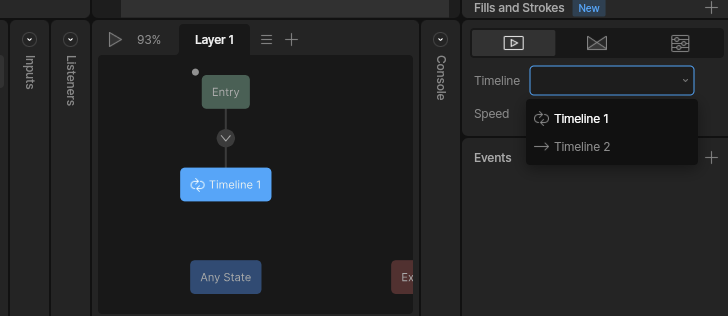 Fills and Strokes New
93% Layer 1
Inputs
Listeners
Console
Entry
Timeline 1
Any State
Ex
Timeline
Timeline 1
Timeline 2
Speed
Events